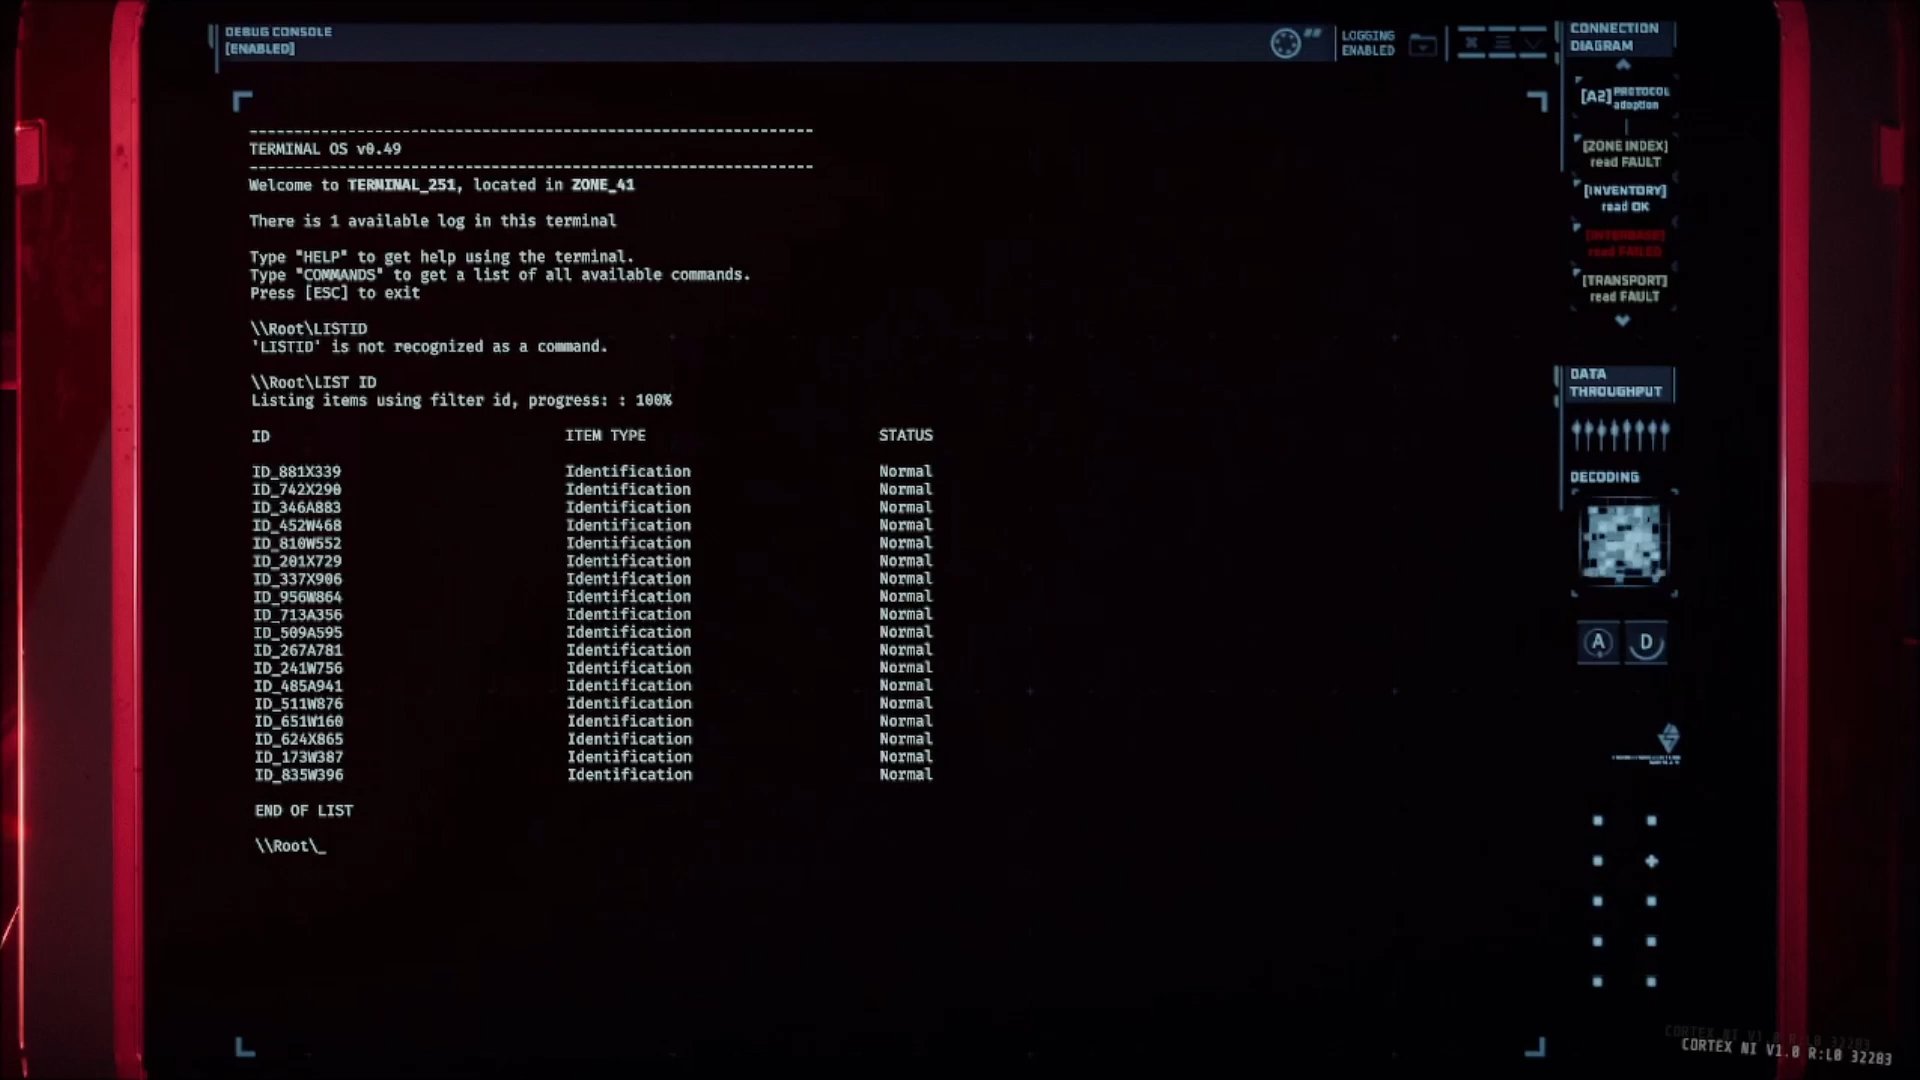 DEBUG CONSOLE
[ENABLED]
LOGGING
ENABLED
------------------------------------------------------------------
TERMINAL OS v0.49
------------------------------------------------------------------
Welcome to TERMINAL_251, located in ZONE_41
There is 1 available log in this terminal
Type "HELP" to get help using the terminal.
Type "COMMANDS" to get a list of all available commands.
Press [ESC] to exit
\\Root\LISTID
'LISTID' is not recognized as a command.
\\Root\LIST ID
Listing items using filter id, progress: : 100%
ID ITEM TYPE STATUS
ID_881X339 Identification Normal
ID_742X290 Identification Normal
ID_346A883 Identification Normal
ID_452W468 Identification Normal
ID_810W552 Identification Normal
ID_201X729 Identification Normal
ID_337X906 Identification Normal
ID_956W864 Identification Normal
ID_713A356 Identification Normal
ID_509A595 Identification Normal
ID_267A781 Identification Normal
ID_241W756 Identification Normal
ID_485A941 Identification Normal
ID_511W876 Identification Normal
ID_651W160 Identification Normal
ID_624X865 Identification Normal
ID_173W387 Identification Normal
ID_835W396 Identification Normal
END OF LIST
\\Root\_
CONNECTION
DIAGRAM
[A2] PROTOCOL
adoption
[ZONE INDEX]
read FAULT
[INVENTORY]
read OK
[INTERBASE]
read FAILED
[TRANSPORT]
read FAULT
DATA
THROUGHPUT
DECODING
A D
CORTEX NI V1.0 R:L0 32283